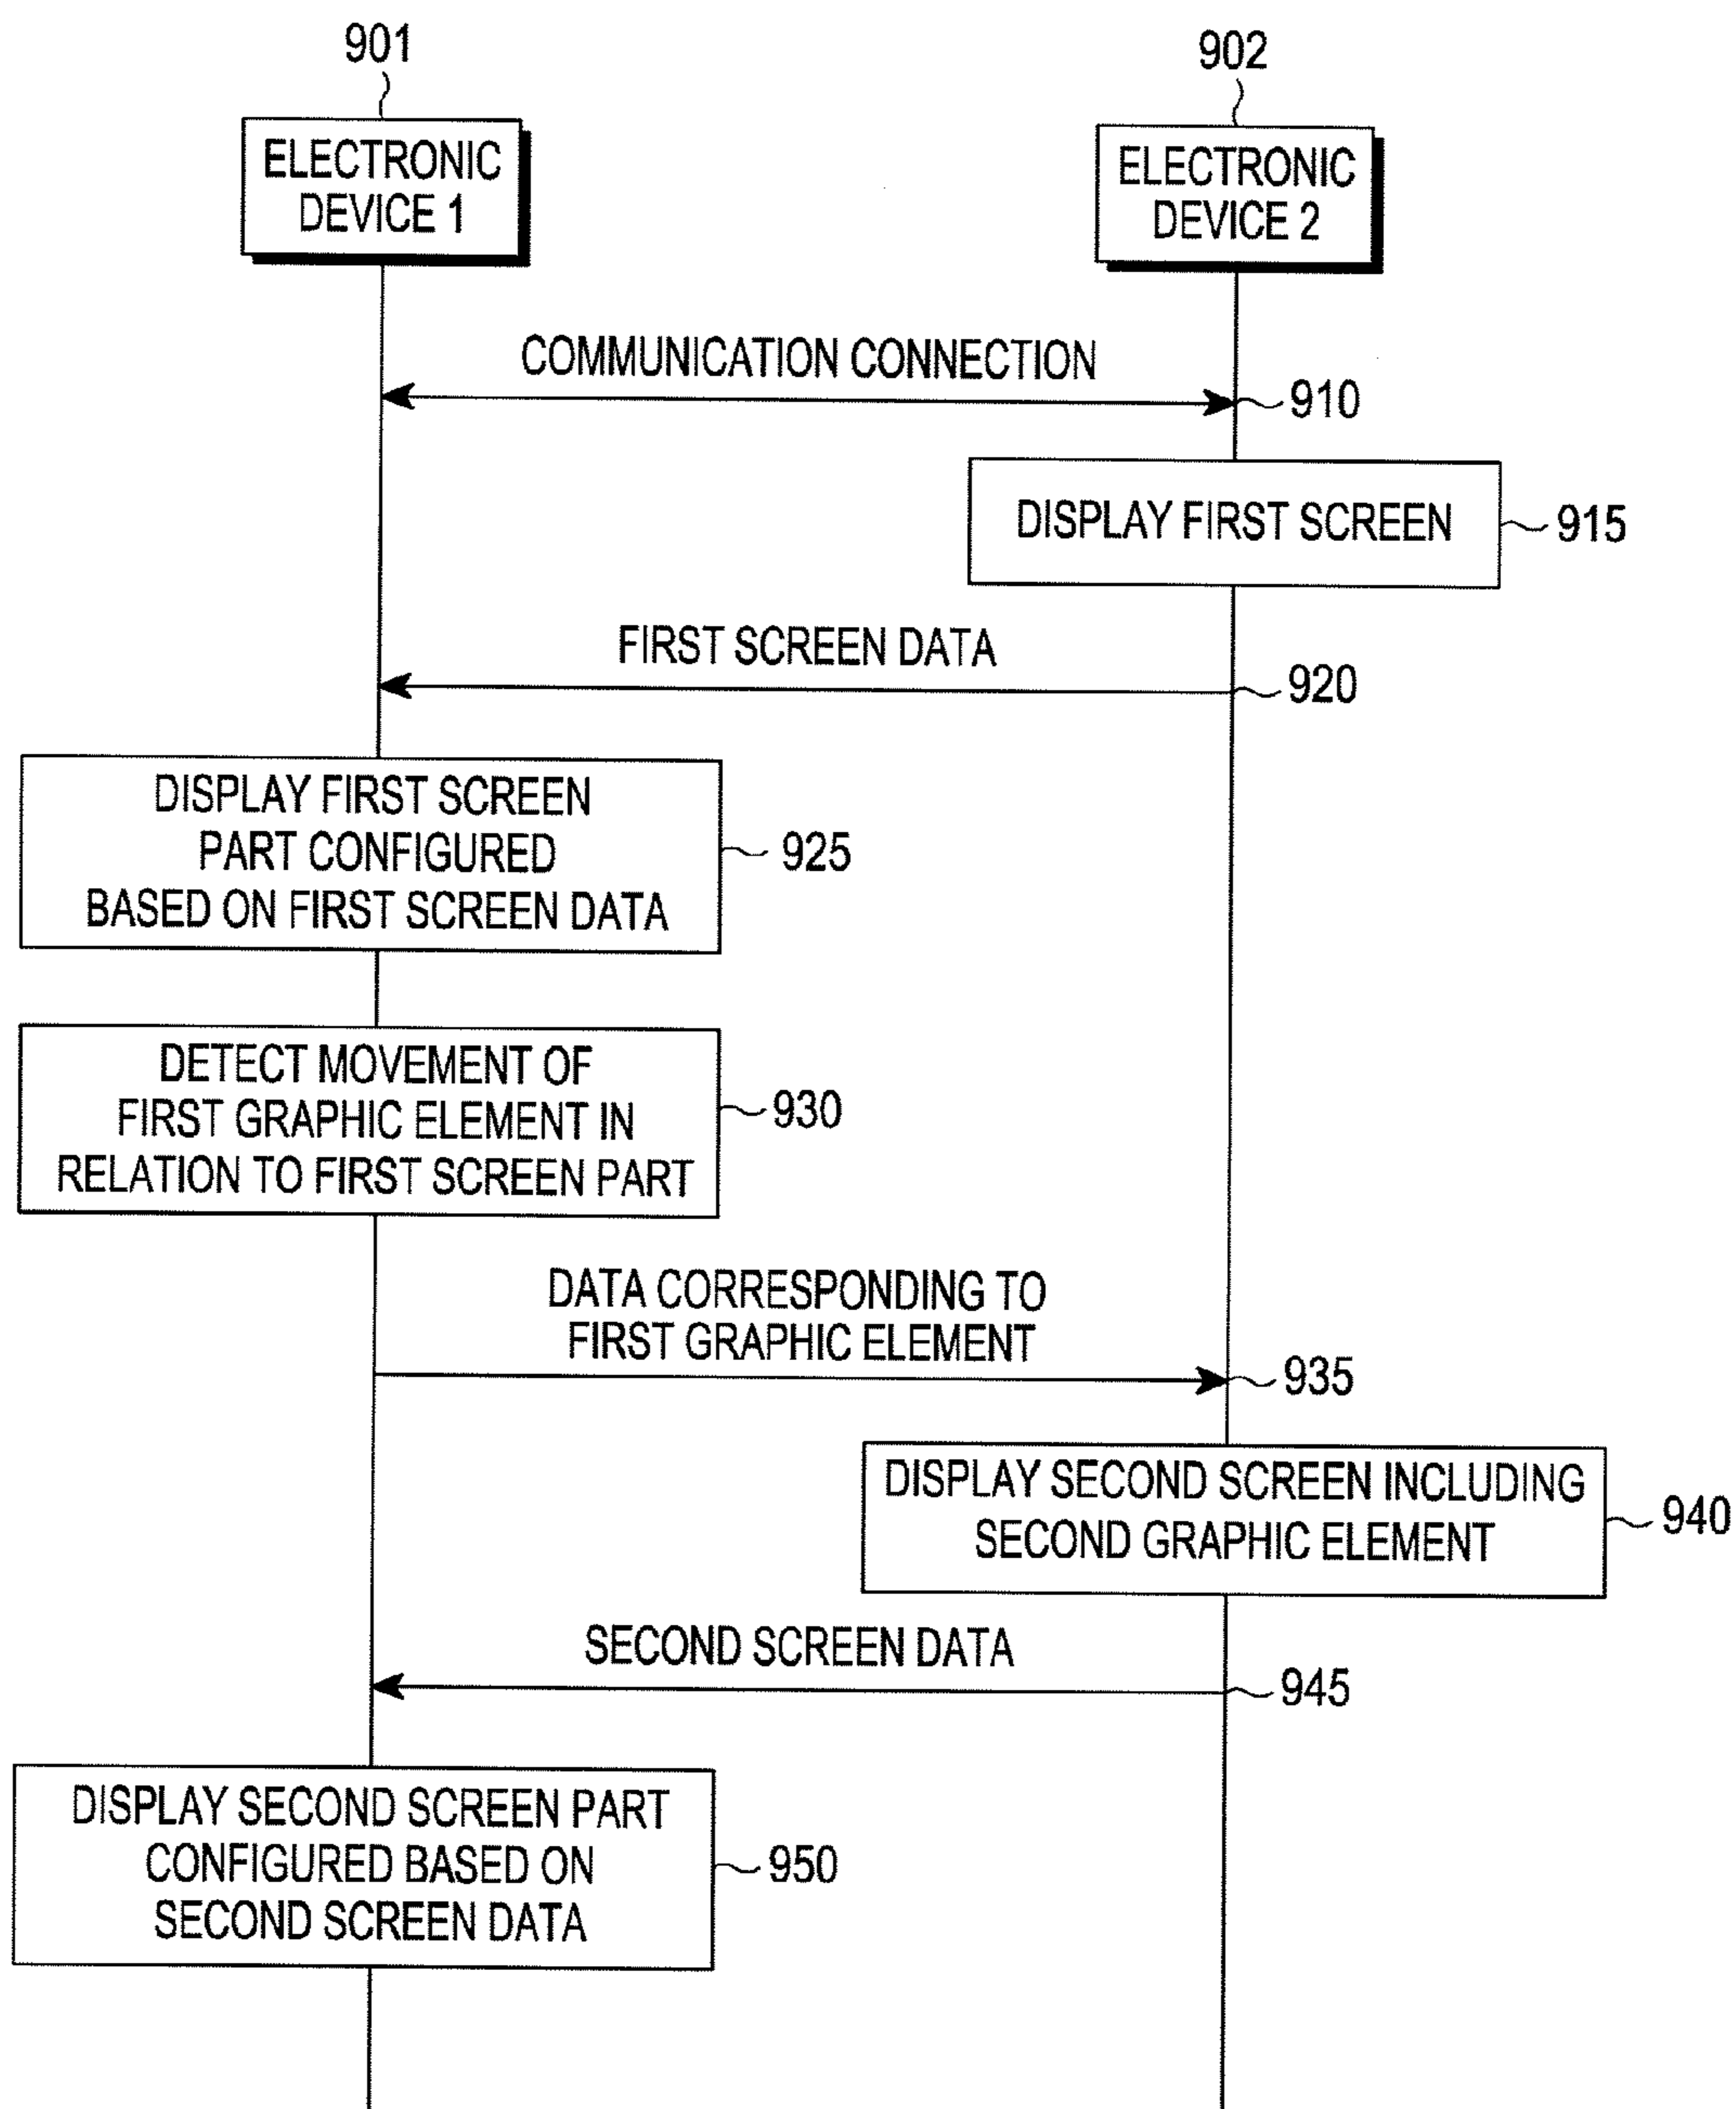 901
902
ELECTRONIC
DEVICE 1
ELECTRONIC
DEVICE 2
COMMUNICATION CONNECTION
910
DISPLAY FIRST SCREEN
915
FIRST SCREEN DATA
920
DISPLAY FIRST SCREEN
PART CONFIGURED
BASED ON FIRST SCREEN DATA
925
DETECT MOVEMENT OF
FIRST GRAPHIC ELEMENT IN
RELATION TO FIRST SCREEN PART
930
DATA CORRESPONDING TO
FIRST GRAPHIC ELEMENT
935
DISPLAY SECOND SCREEN INCLUDING
SECOND GRAPHIC ELEMENT
940
SECOND SCREEN DATA
945
DISPLAY SECOND SCREEN PART
CONFIGURED BASED ON
SECOND SCREEN DATA
950